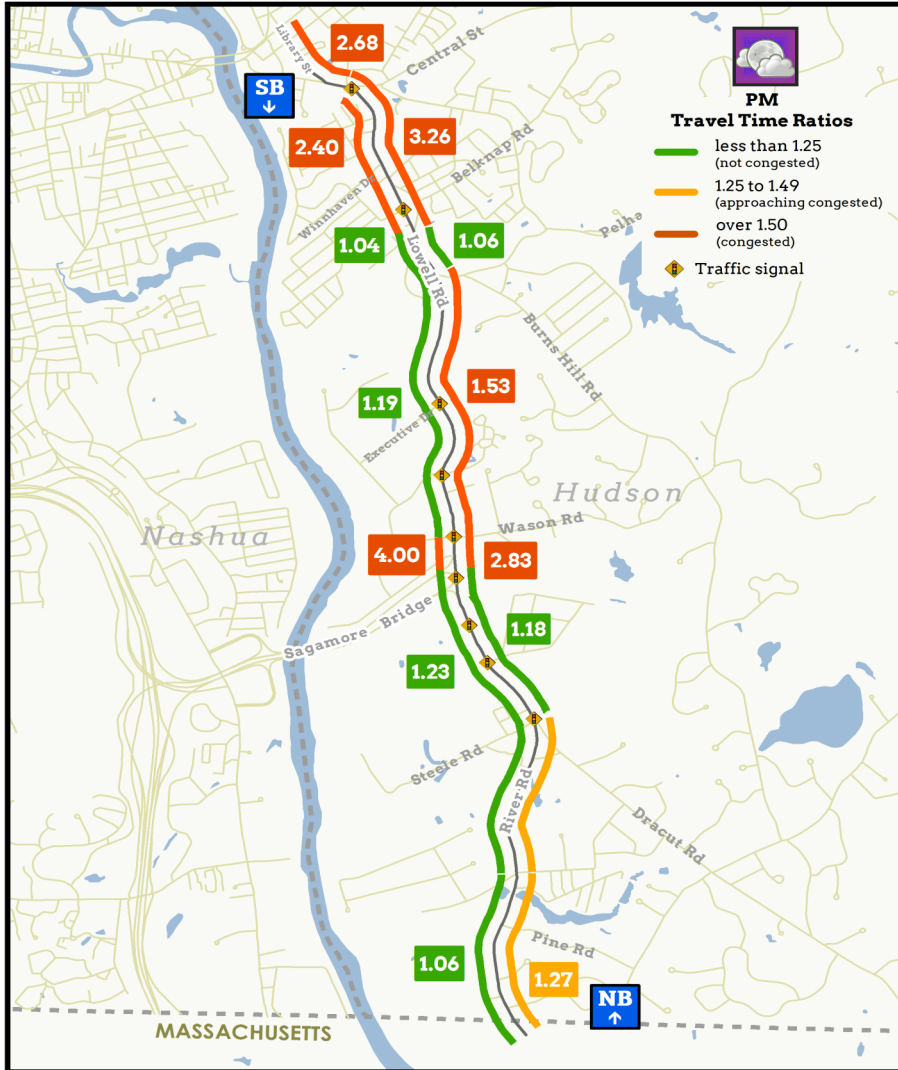 Library St
2.68
Central St
SB
↓
PM
Travel Time Ratios
less than 1.25
(not congested)
1.25 to 1.49
(approaching congested)
over 1.50
(congested)
Traffic signal
2.40
3.26
Belknap Rd
Winnhaven Dr
Pelha
1.04
Lowell Rd
1.06
Burns Hill Rd
1.53
1.19
Executive Dr
Hudson
Nashua
Wason Rd
4.00
2.83
Sagamore Bridge
1.18
1.23
Steele Rd
River Rd
Dracut Rd
Pine Rd
1.06
1.27
NB
↑
MASSACHUSETTS